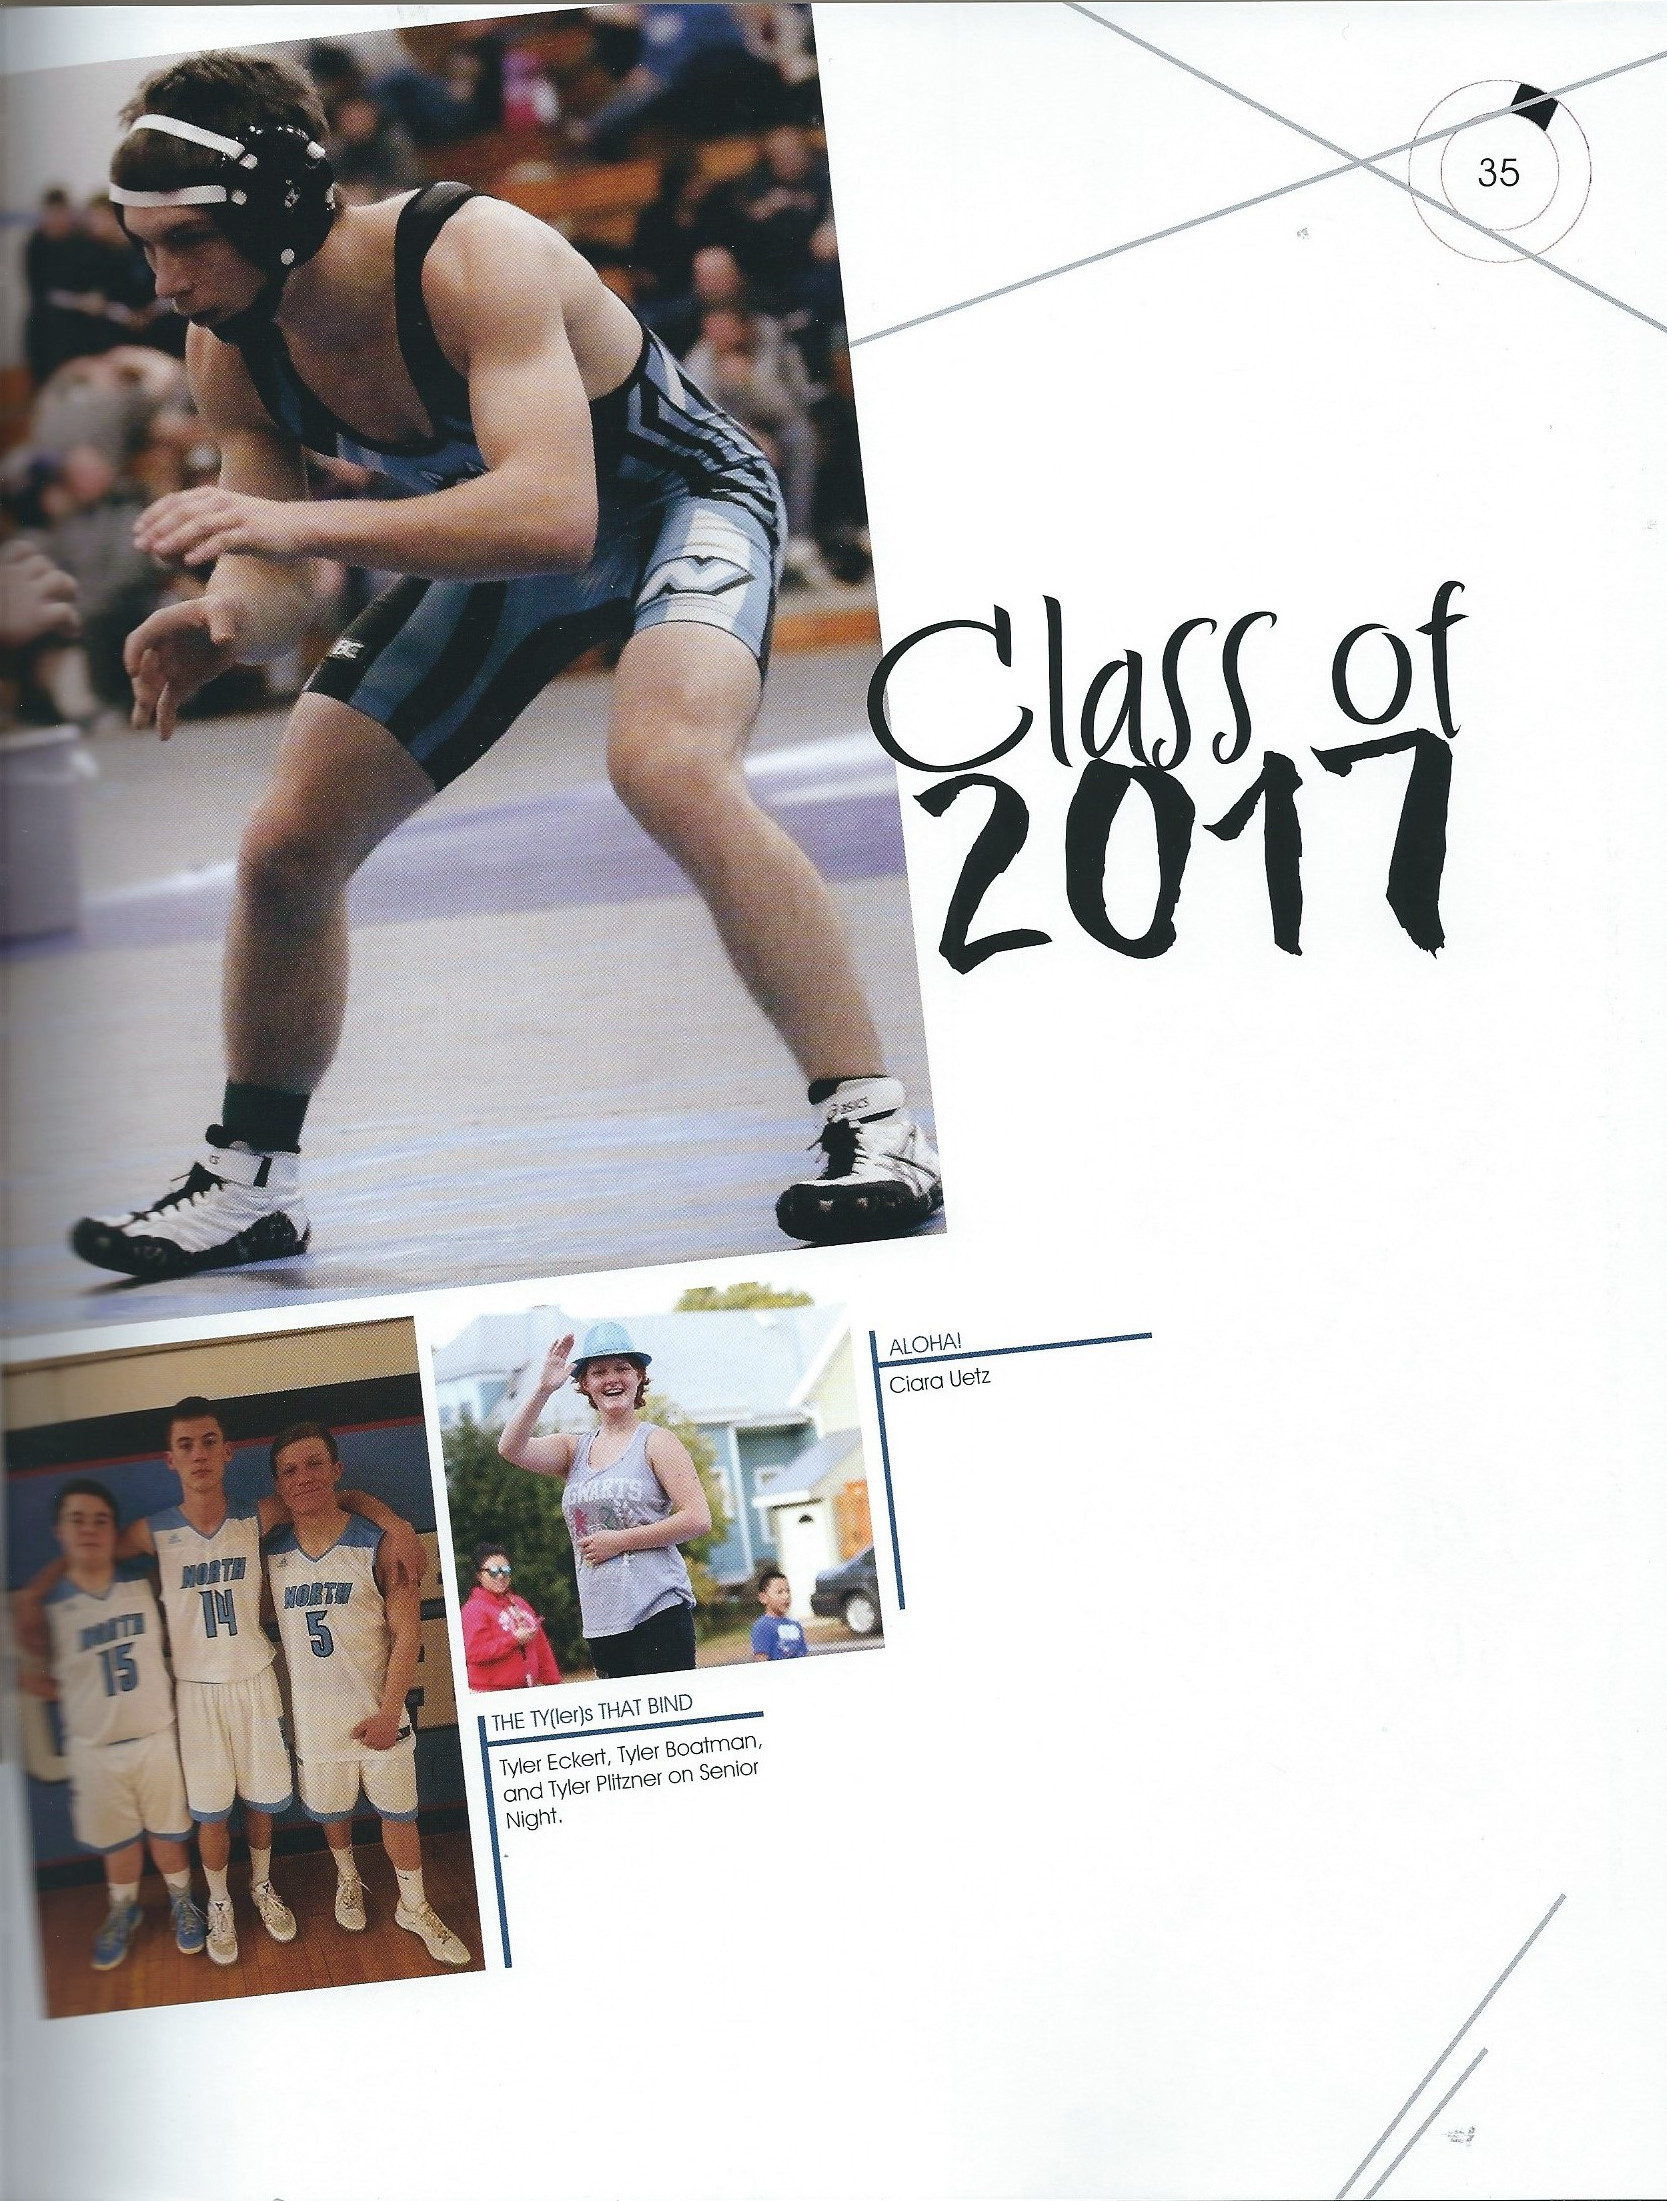 35
Class of
2017
ALOHA!
Ciara Uetz
NORTH
15
NORTH
14
NORTH
5
THE TY(ler)s THAT BIND
Tyler Eckert, Tyler Boatman,
and Tyler Plitzner on Senior
Night.
asics